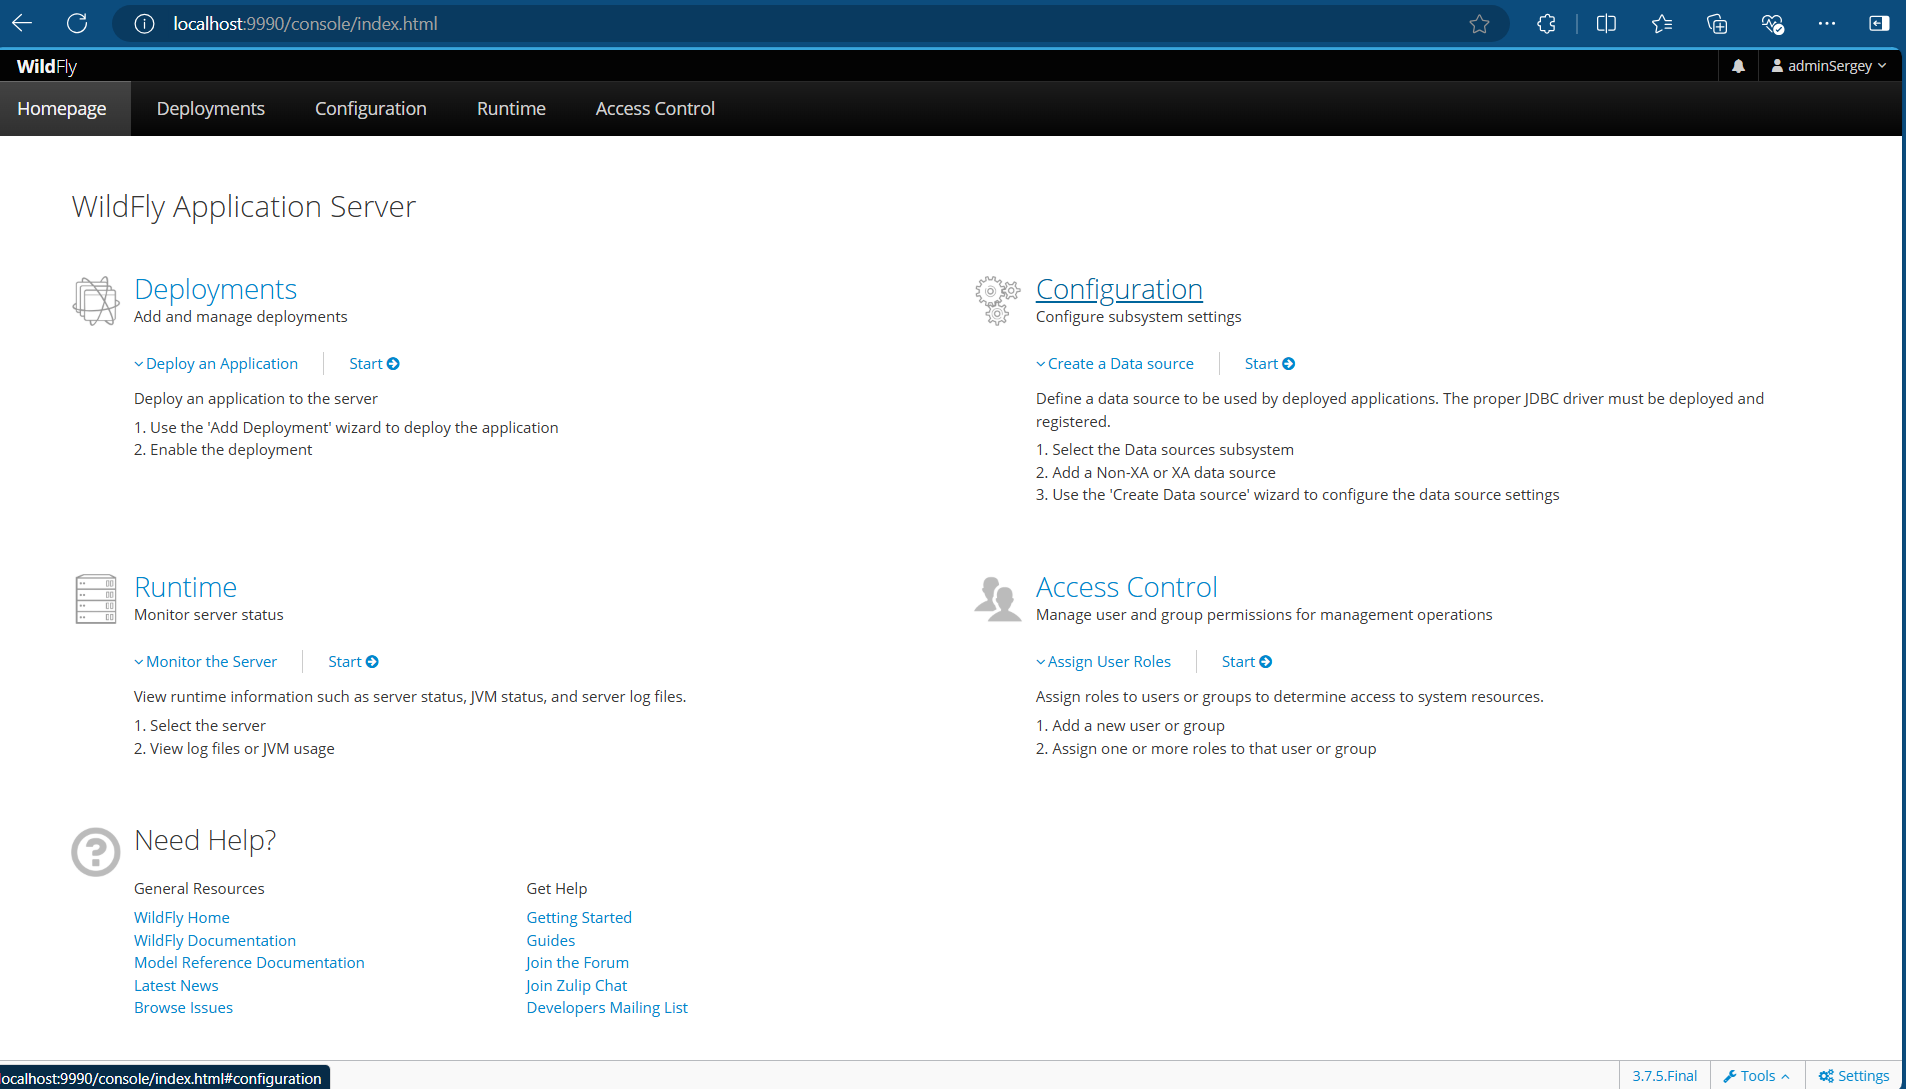 localhost:9990/console/index.html
WildFly
adminSergey
Homepage
Deployments
Configuration
Runtime
Access Control
WildFly Application Server
Deployments
Add and manage deployments
Deploy an Application
Start
Deploy an application to the server
1. Use the 'Add Deployment' wizard to deploy the application
2. Enable the deployment
Configuration
Configure subsystem settings
Create a Data source
Start
Define a data source to be used by deployed applications. The proper JDBC driver must be deployed and
registered.
1. Select the Data sources subsystem
2. Add a Non-XA or XA data source
3. Use the 'Create Data source' wizard to configure the data source settings
Runtime
Monitor server status
Monitor the Server
Start
View runtime information such as server status, JVM status, and server log files.
1. Select the server
2. View log files or JVM usage
Access Control
Manage user and group permissions for management operations
Assign User Roles
Start
Assign roles to users or groups to determine access to system resources.
1. Add a new user or group
2. Assign one or more roles to that user or group
Need Help?
General Resources
WildFly Home
WildFly Documentation
Model Reference Documentation
Latest News
Browse Issues
Get Help
Getting Started
Guides
Join the Forum
Join Zulip Chat
Developers Mailing List
ocalhost:9990/console/index.html#configuration
3.7.5.Final
Tools
Settings